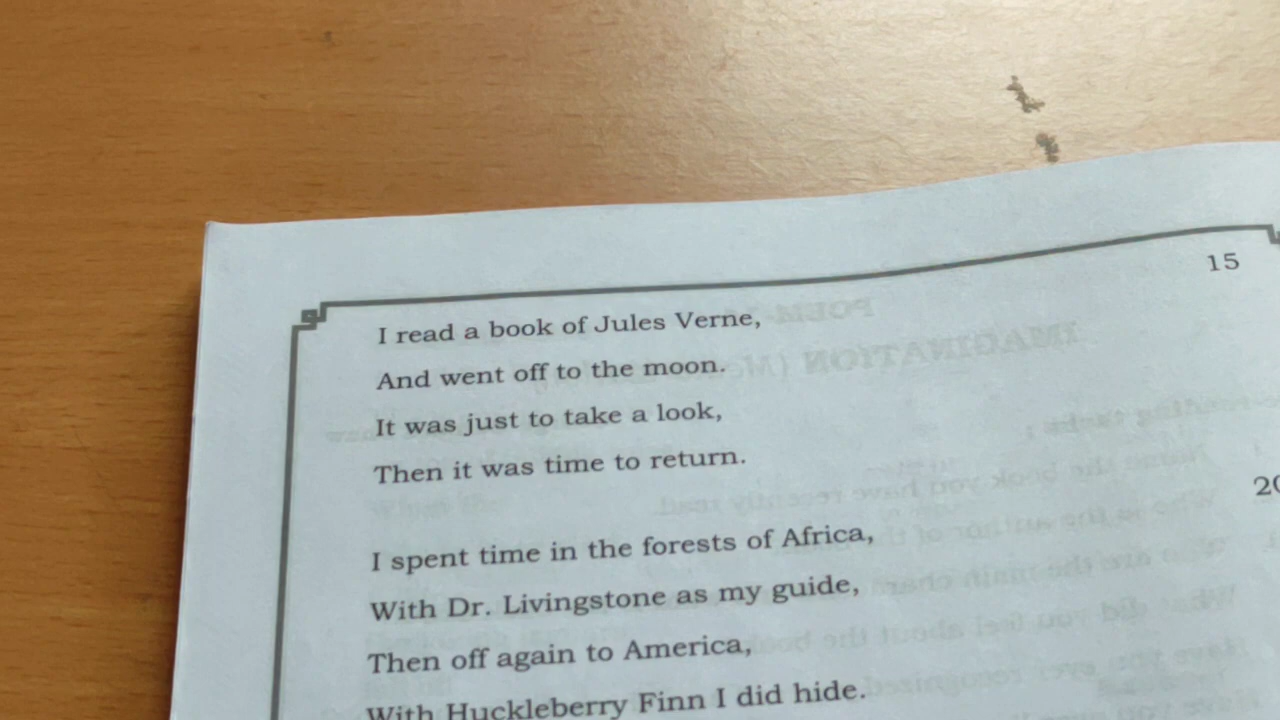 15
I read a book of Jules Verne,
And went off to the moon.
It was just to take a look,
Then it was time to return.
20
I spent time in the forests of Africa,
With Dr. Livingstone as my guide,
Then off again to America,
With Huckleberry Finn I did hide.